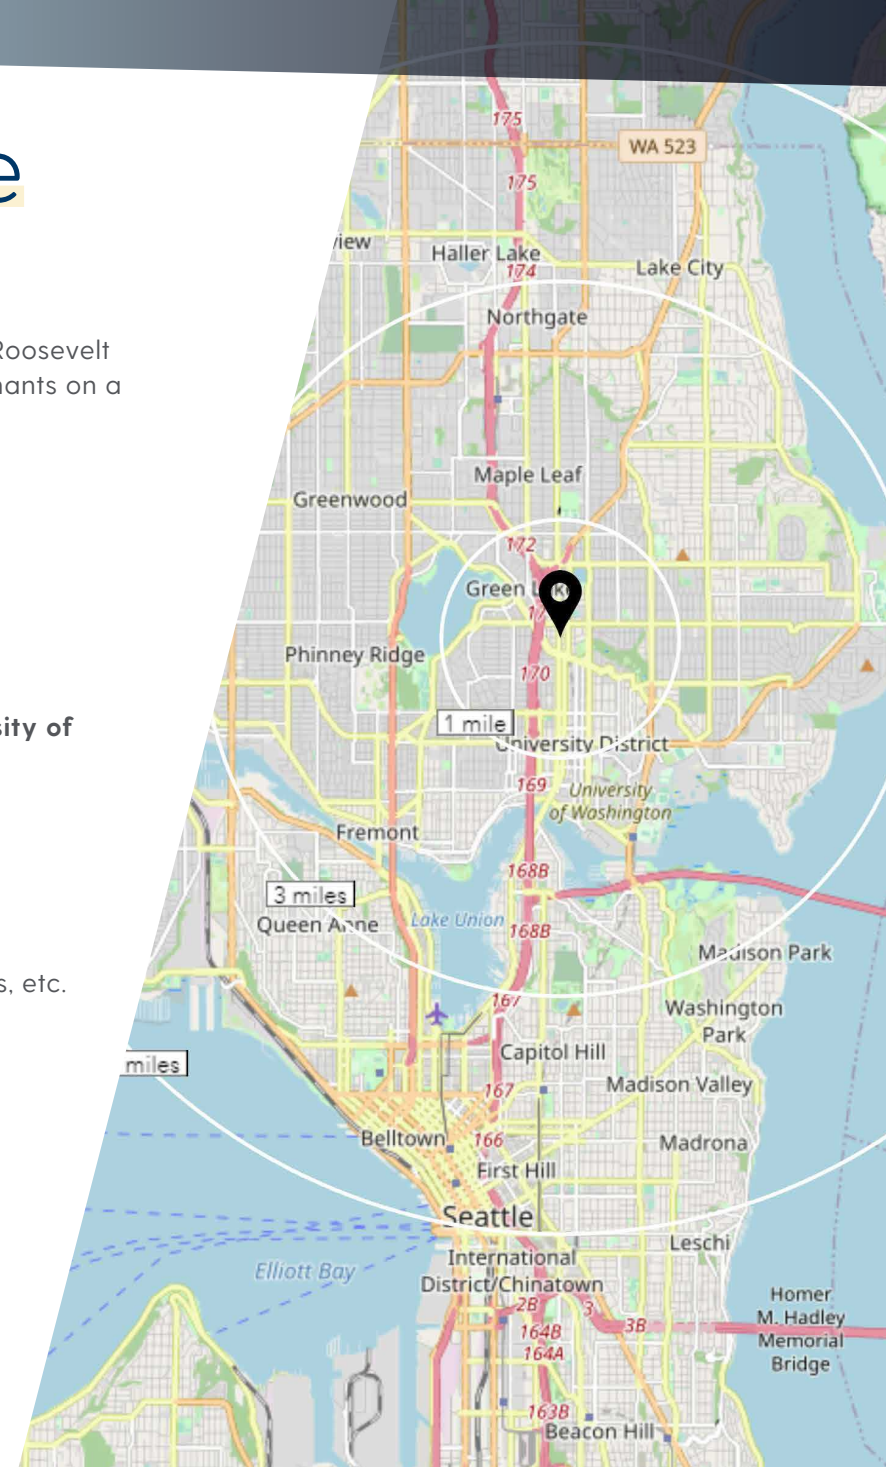 e
Roosevelt
nants on a
sity of
s, etc.
175
WA 523
175
view
Haller Lake
Lake City
174
Northgate
Maple Leaf
Greenwood
172
Green Lake
170
Phinney Ridge
1 mile
University District
169
University
of Washington
Fremont
168B
3 miles
Queen Anne
Lake Union
168B
Madison Park
167
Washington
Park
Capitol Hill
miles
Madison Valley
167
Belltown
166
Madrona
First Hill
Seattle
Leschi
International
District/Chinatown
Elliott Bay
Homer
M. Hadley
Memorial
Bridge
2B
3
3B
164B
164A
163B
Beacon Hill